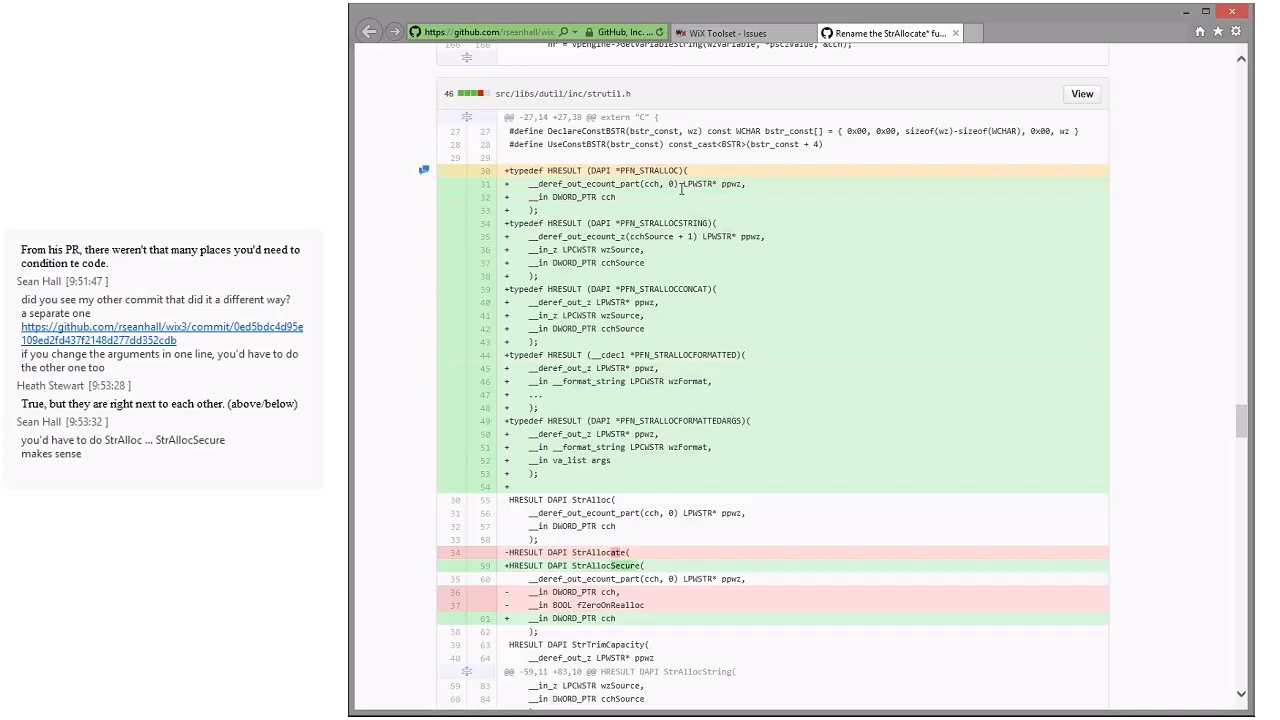 From his PR, there weren't that many places you'd need to
condition te code.
Sean Hall [9:51:47 ]
did you see my other commit that did it a different way?
a separate one
https://github.com/rseanhall/wix3/commit/0ed5bdc4d95e
109ed2fd437f2148d277dd352cdb
if you change the arguments in one line, you'd have to do
the other one too
Heath Stewart [9:53:28 ]
True, but they are right next to each other. (above/below)
Sean Hall [9:53:32 ]
you'd have to do StrAlloc ... StrAllocSecure
makes sense
https://github.com/rseanhall/wix GitHub, Inc. ...
WiX Toolset - Issues
Rename the StrAllocate* fu...
166 166 hr = vpEngine->GetVariableString(wzVariable, *psczValue, &cch);
46 src/libs/dutil/inc/strutil.h View
@@ -27,14 +27,38 @@ extern "C" {
27 27 #define DeclareConstBSTR(bstr_const, wz) const WCHAR bstr_const[] = { 0x00, 0x00, sizeof(wz)-sizeof(WCHAR), 0x00, wz }
28 28 #define UseConstBSTR(bstr_const) const_cast<BSTR>(bstr_const + 4)
29 29
30 +typedef HRESULT (DAPI *PFN_STRALLOC)(
31 + __deref_out_ecount_part(cch, 0) LPWSTR* ppwz,
32 + __in DWORD_PTR cch
33 + );
34 +typedef HRESULT (DAPI *PFN_STRALLOCSTRING)(
35 + __deref_out_ecount_z(cchSource + 1) LPWSTR* ppwz,
36 + __in_z LPCWSTR wzSource,
37 + __in DWORD_PTR cchSource
38 + );
39 +typedef HRESULT (DAPI *PFN_STRALLOCCONCAT)(
40 + __deref_out_z LPWSTR* ppwz,
41 + __in_z LPCWSTR wzSource,
42 + __in DWORD_PTR cchSource
43 + );
44 +typedef HRESULT (__cdecl *PFN_STRALLOCFORMATTED)(
45 + __deref_out_z LPWSTR* ppwz,
46 + __in __format_string LPCWSTR wzFormat,
47 + ...
48 + );
49 +typedef HRESULT (DAPI *PFN_STRALLOCFORMATTEDARGS)(
50 + __deref_out_z LPWSTR* ppwz,
51 + __in __format_string LPCWSTR wzFormat,
52 + __in va_list args
53 + );
54 +
30 55 HRESULT DAPI StrAlloc(
31 56 __deref_out_ecount_part(cch, 0) LPWSTR* ppwz,
32 57 __in DWORD_PTR cch
33 58 );
34 -HRESULT DAPI StrAllocate(
59 +HRESULT DAPI StrAllocSecure(
35 60 __deref_out_ecount_part(cch, 0) LPWSTR* ppwz,
36 - __in DWORD_PTR cch,
37 - __in BOOL fZeroOnRealloc
61 + __in DWORD_PTR cch
38 62 );
39 63 HRESULT DAPI StrTrimCapacity(
40 64 __deref_out_z LPWSTR* ppwz
@@ -59,11 +83,10 @@ HRESULT DAPI StrAllocString(
59 83 __in_z LPCWSTR wzSource,
60 84 __in DWORD_PTR cchSource